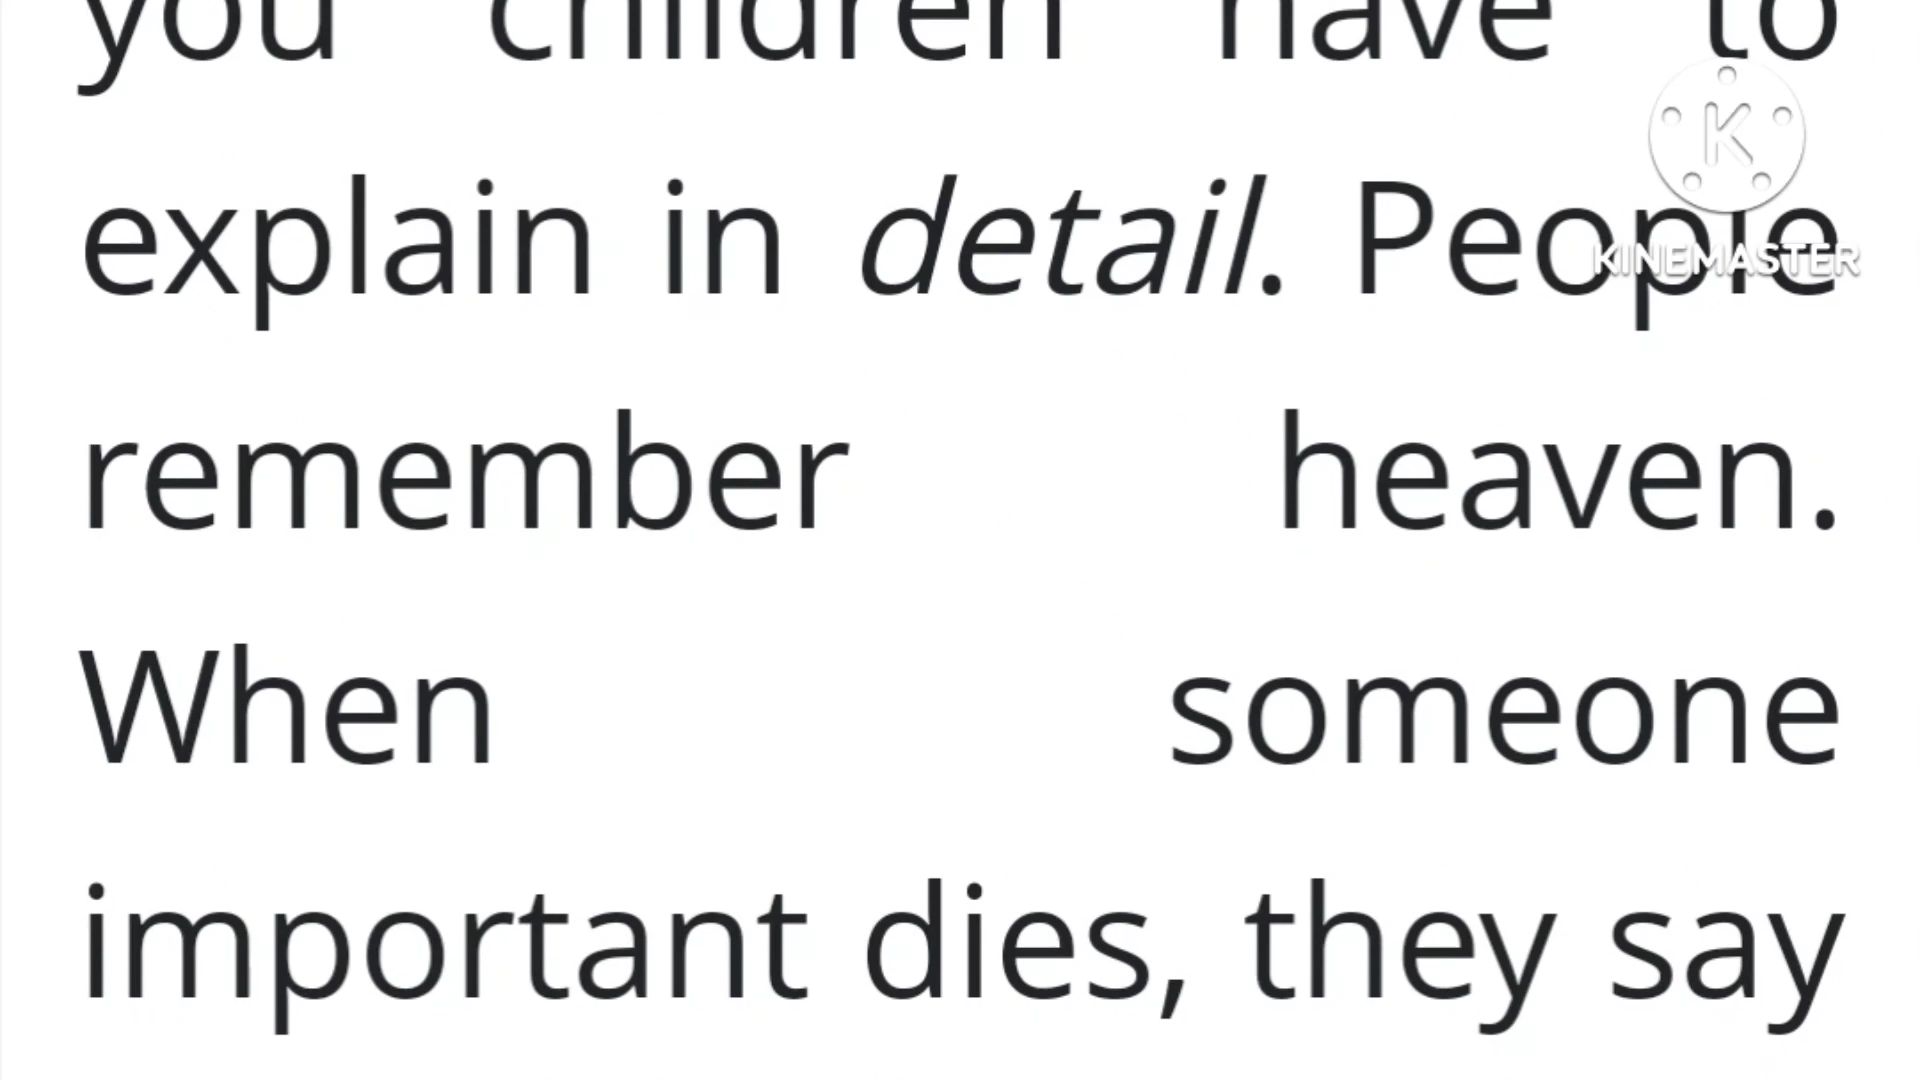 you children have to
explain in detail. People
remember heaven.
When someone
important dies, they say
K
KINEMASTER